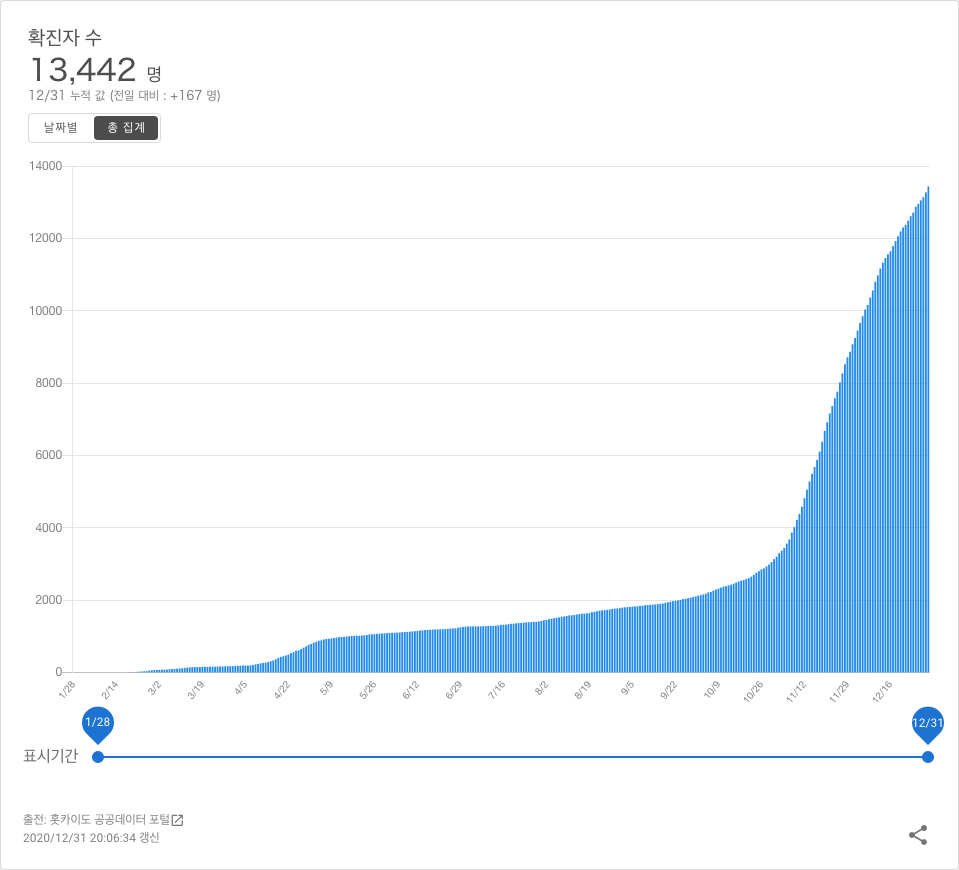 확진자 수
13,442 명
12/31 누적 값 (전일 대비 : +167 명)
날짜별 총 집계
14000
12000
10000
8000
6000
4000
2000
0
1/28 2/14 3/2 3/19 4/5 4/22 5/9 5/26 6/12 6/29 7/16 8/2 8/19 9/5 9/22 10/9 10/26 11/12 11/29 12/16
1/28 12/31
표시기간
출전: 홋카이도 공공데이터 포털
2020/12/31 20:06:34 갱신